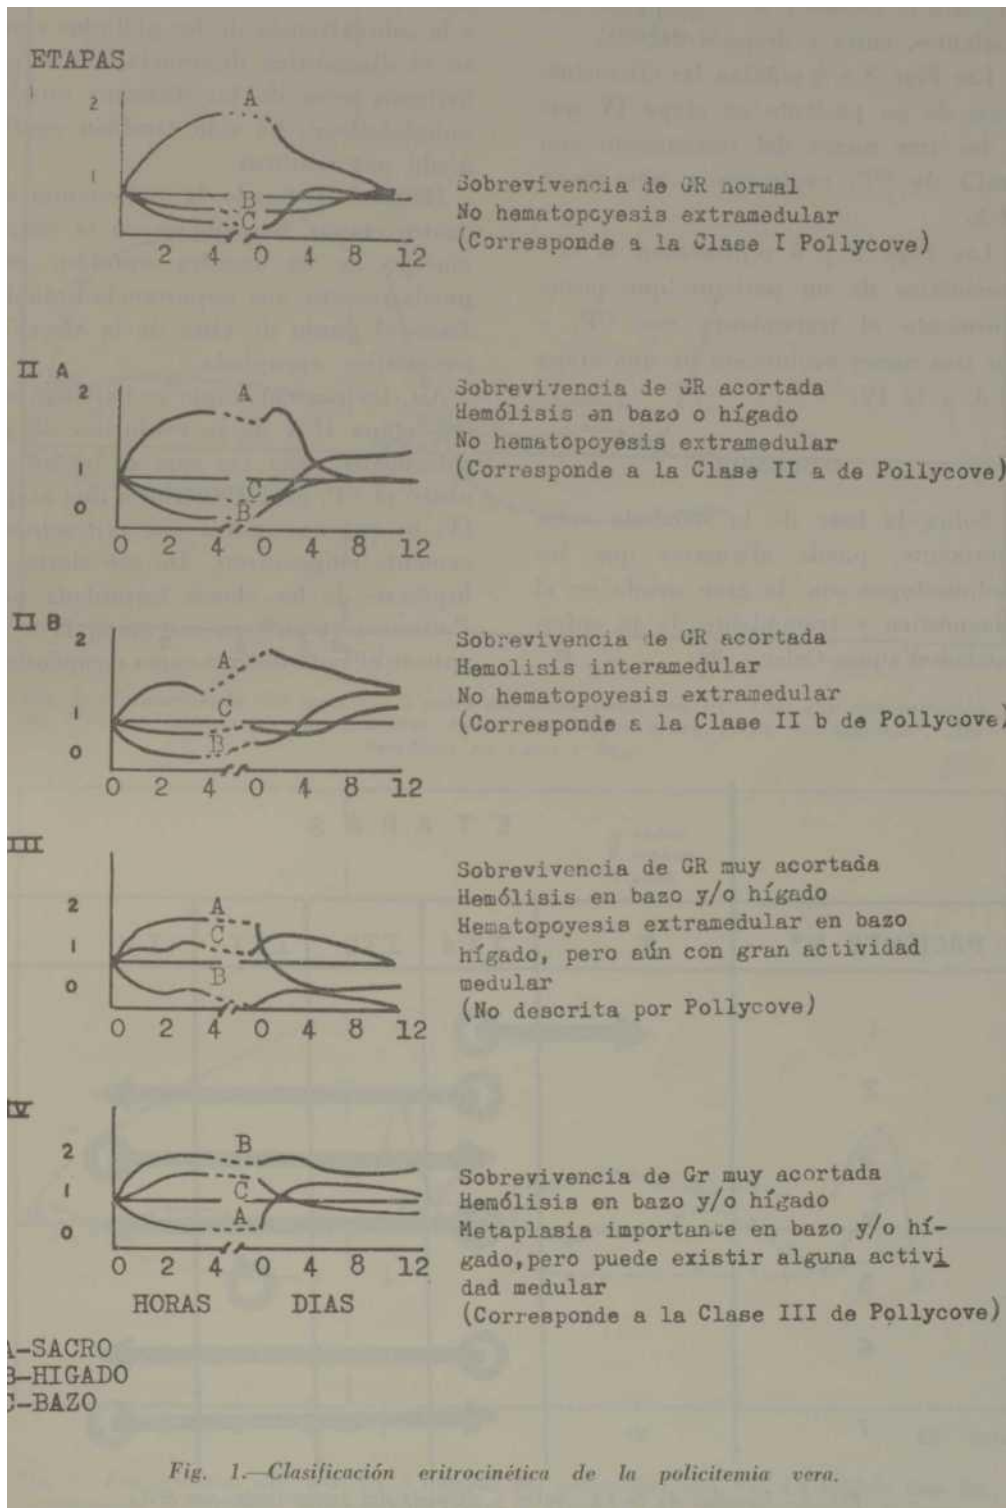 ETAPAS
I
2
A
1
B
C
2 4 0 4 8 12
Sobrevivencia de GR normal
No hematopoyesis extramedular
(Corresponde a la Clase I Pollycove)
II A
2
A
1
C
B
0
0 2 4 0 4 8 12
Sobrevivencia de GR acortada
Hemólisis en bazo o hígado
No hematopoyesis extramedular
(Corresponde a la Clase II a de Pollycove)
II B
2
A
C
1
B
0
0 2 4 0 4 8 12
Sobrevivencia de GR acortada
Hemolisis interamedular
No hematopoyesis extramedular
(Corresponde a la Clase II b de Pollycove)
III
2
A
C
1
B
0
0 2 4 0 4 8 12
Sobrevivencia de GR muy acortada
Hemólisis en bazo y/o hígado
Hematopoyesis extramedular en bazo
hígado, pero aún con gran actividad
medular
(No descrita por Pollycove)
IV
2
B
1
C
A
0
0 2 4 0 4 8 12
HORAS DIAS
Sobrevivencia de Gr muy acortada
Hemólisis en bazo y/o hígado
Metaplasia importante en bazo y/o hí-
gado,pero puede existir alguna activi
dad medular
(Corresponde a la Clase III de Pollycove)
A-SACRO
B-HIGADO
C-BAZO
Fig. 1.—Clasificación eritrocinética de la policitemia vera.